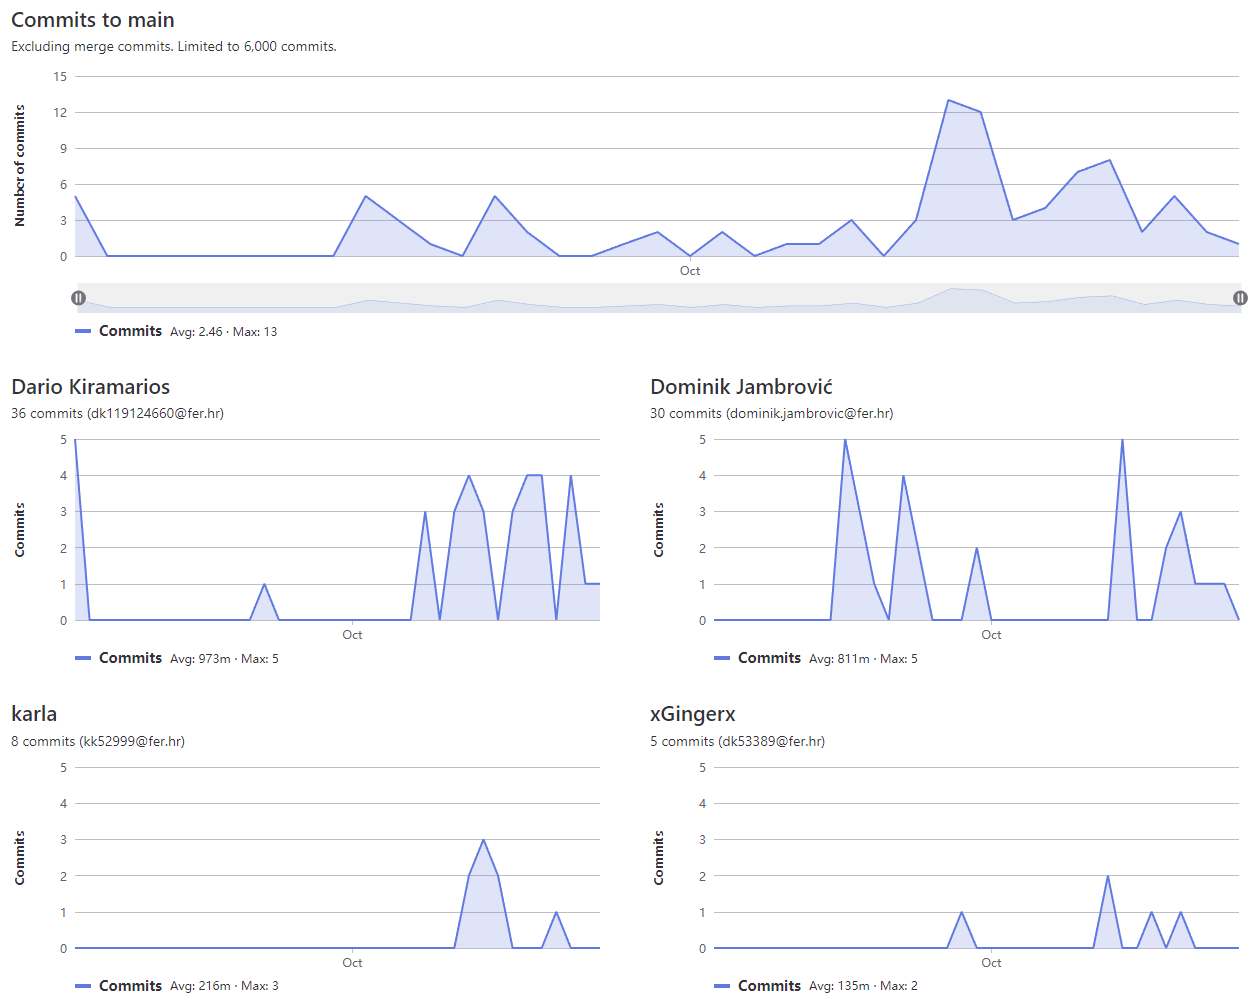 Commits to main
Excluding merge commits. Limited to 6,000 commits.
Number of commits
15
12
9
6
3
0
Oct
Commits Avg: 2.46 · Max: 13
Dario Kiramarios
36 commits (dk119124660@fer.hr)
Commits
5
4
3
2
1
0
Oct
Commits Avg: 973m · Max: 5
Dominik Jambrović
30 commits (dominik.jambrovic@fer.hr)
Commits
5
4
3
2
1
0
Oct
Commits Avg: 811m · Max: 5
karla
8 commits (kk52999@fer.hr)
Commits
5
4
3
2
1
0
Oct
Commits Avg: 216m · Max: 3
xGingerx
5 commits (dk53389@fer.hr)
Commits
5
4
3
2
1
0
Oct
Commits Avg: 135m · Max: 2